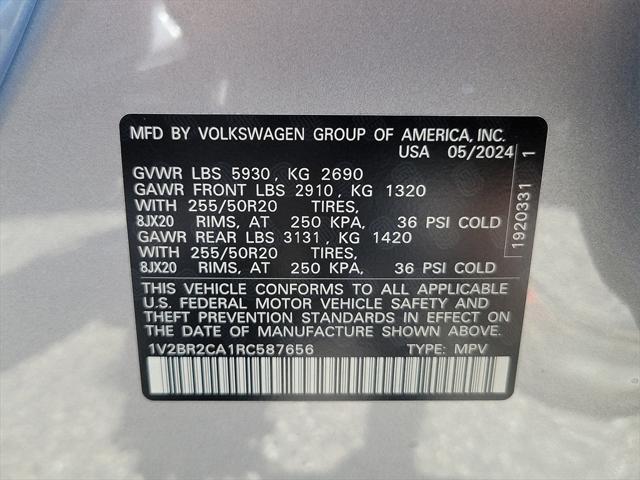 MFD BY VOLKSWAGEN GROUP OF AMERICA, INC.
USA 05/2024
GVWR LBS 5930, KG 2690
GAWR FRONT LBS 2910, KG 1320
WITH 255/50R20 TIRES,
8JX20 RIMS, AT 250 KPA, 36 PSI COLD
GAWR REAR LBS 3131, KG 1420
WITH 255/50R20 TIRES,
8JX20 RIMS, AT 250 KPA, 36 PSI COLD
THIS VEHICLE CONFORMS TO ALL APPLICABLE
U.S. FEDERAL MOTOR VEHICLE SAFETY AND
THEFT PREVENTION STANDARDS IN EFFECT ON
THE DATE OF MANUFACTURE SHOWN ABOVE.
1V2BR2CA1RC587656 TYPE: MPV
1920331 1